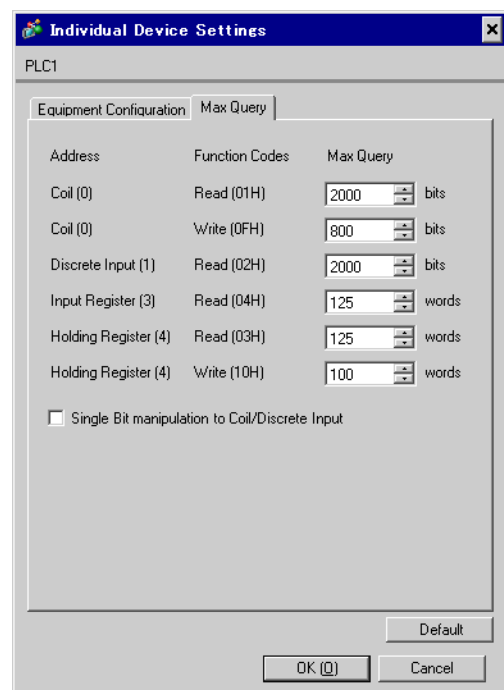 Individual Device Settings
PLC1
Equipment Configuration Max Query
Address Function Codes Max Query
Coil (0) Read (01H) 2000 bits
Coil (0) Write (0FH) 800 bits
Discrete Input (1) Read (02H) 2000 bits
Input Register (3) Read (04H) 125 words
Holding Register (4) Read (03H) 125 words
Holding Register (4) Write (10H) 100 words
Single Bit manipulation to Coil/Discrete Input
Default
OK (O) Cancel